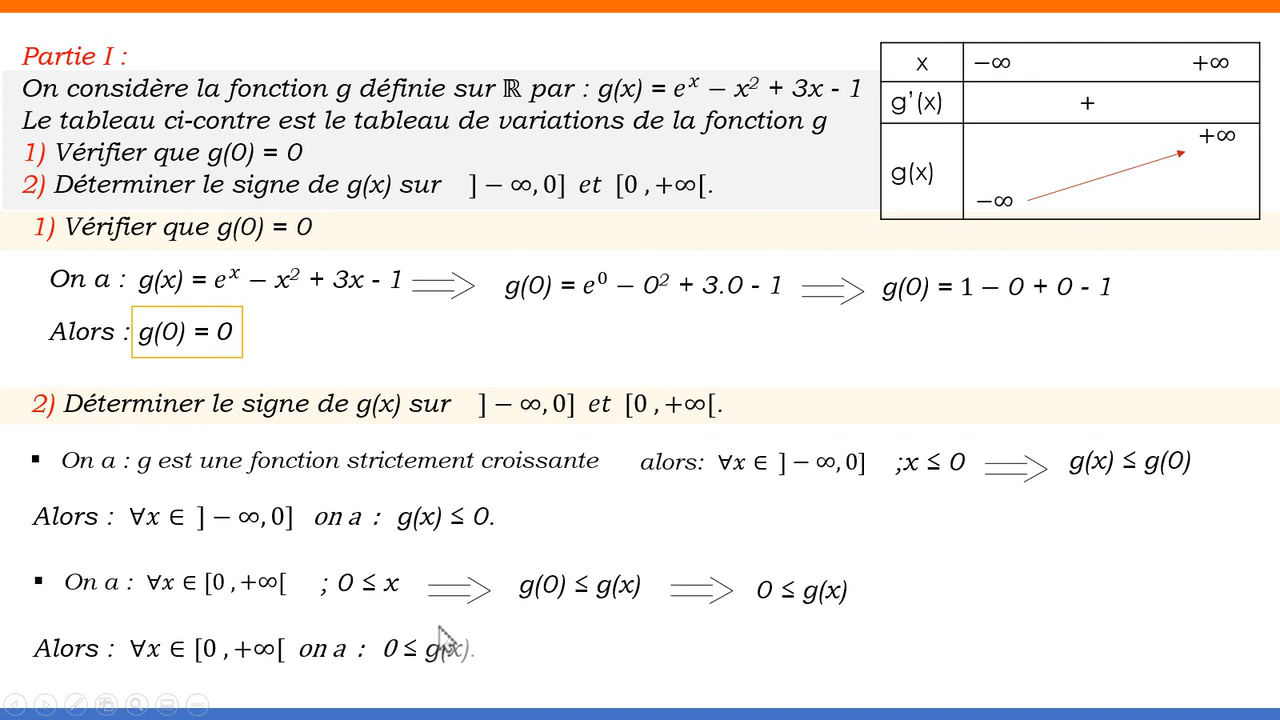 Partie I :
On considère la fonction g définie sur ℝ par : g(x) = eˣ − x² + 3x - 1
Le tableau ci-contre est le tableau de variations de la fonction g
1) Vérifier que g(0) = 0
2) Déterminer le signe de g(x) sur ] − ∞, 0] et [0 , +∞[.
x −∞ +∞
g’(x) +
g(x) −∞ +∞
1) Vérifier que g(0) = 0
On a : g(x) = eˣ − x² + 3x - 1 ⟹ g(0) = e⁰ − 0² + 3.0 - 1 ⟹ g(0) = 1 − 0 + 0 - 1
Alors : g(0) = 0
2) Déterminer le signe de g(x) sur ] − ∞, 0] et [0 , +∞[.
▪ On a : g est une fonction strictement croissante alors: ∀x ∈ ] − ∞, 0] ;x ≤ 0 ⟹ g(x) ≤ g(0)
Alors : ∀x ∈ ] − ∞, 0] on a : g(x) ≤ 0.
▪ On a : ∀x ∈ [0 , +∞[ ; 0 ≤ x ⟹ g(0) ≤ g(x) ⟹ 0 ≤ g(x)
Alors : ∀x ∈ [0 , +∞[ on a : 0 ≤ g(x).